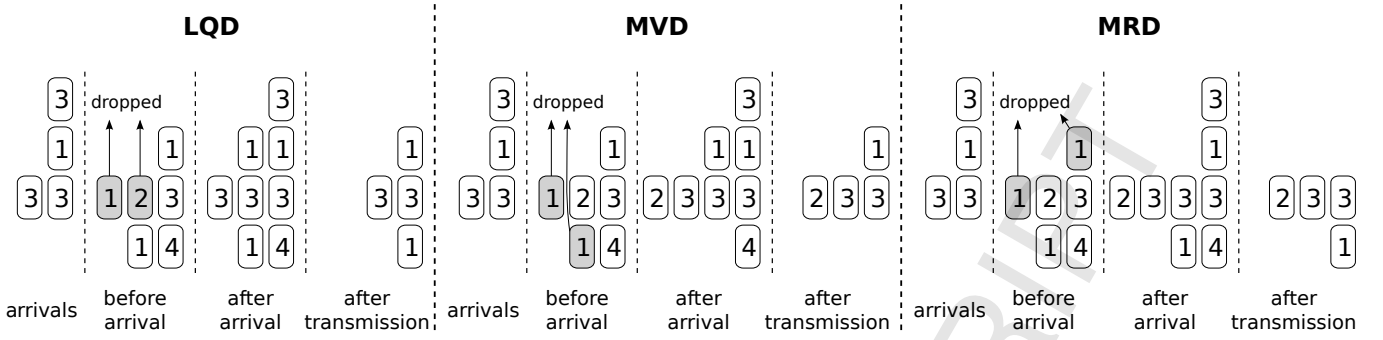 LQD MVD MRD
3 3 3 3 3 3
dropped dropped dropped
1 1 1 1 1 1 1 1 1 1 1
3 3 1 2 3 3 3 3 3 3 3 3 1 2 3 2 3 3 3 2 3 3 3 3 1 2 3 2 3 3 3 2 3 3
1 4 1 4 1 1 4 4 1 4 1 4 1
arrivals before arrival after arrival after transmission arrivals before arrival after arrival after transmission arrivals before arrival after arrival after transmission
RIPT